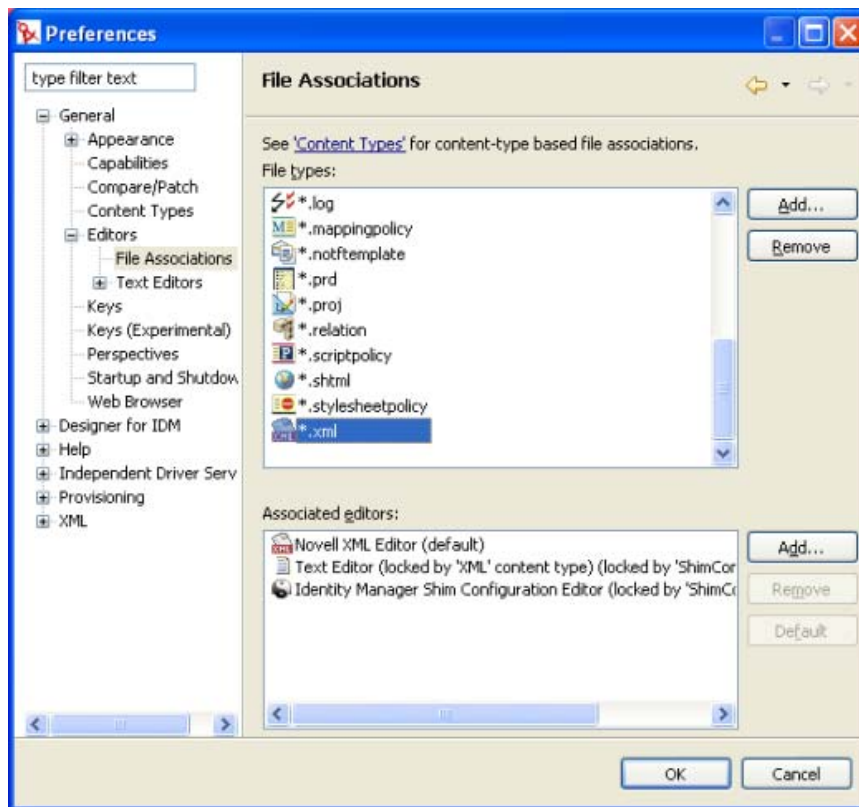 Preferences
type filter text
General
Appearance
Capabilities
Compare/Patch
Content Types
Editors
File Associations
Text Editors
Keys
Keys (Experimental)
Perspectives
Startup and Shutdow
Web Browser
Designer for IDM
Help
Independent Driver Serv
Provisioning
XML
File Associations
See 'Content Types' for content-type based file associations.
File types:
*.log
*.mappingpolicy
*.notftemplate
*.prd
*.proj
*.relation
*.scriptpolicy
*.shtml
*.stylesheetpolicy
*.xml
Add...
Remove
Associated editors:
Novell XML Editor (default)
Text Editor (locked by 'XML' content type) (locked by 'ShimCor
Identity Manager Shim Configuration Editor (locked by 'ShimCo
Add...
Remove
Default
OK
Cancel